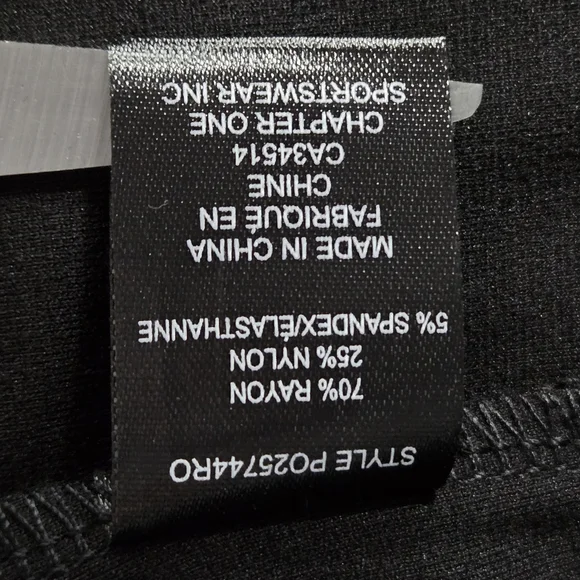 STYLE PO25744RO
70% RAYON
25% NYLON
5% SPANDEX/ÉLASTHANNE
MADE IN CHINA
FABRIQUÉ EN
CHINE
CA34514
CHAPTER ONE
SPORTSWEAR INC